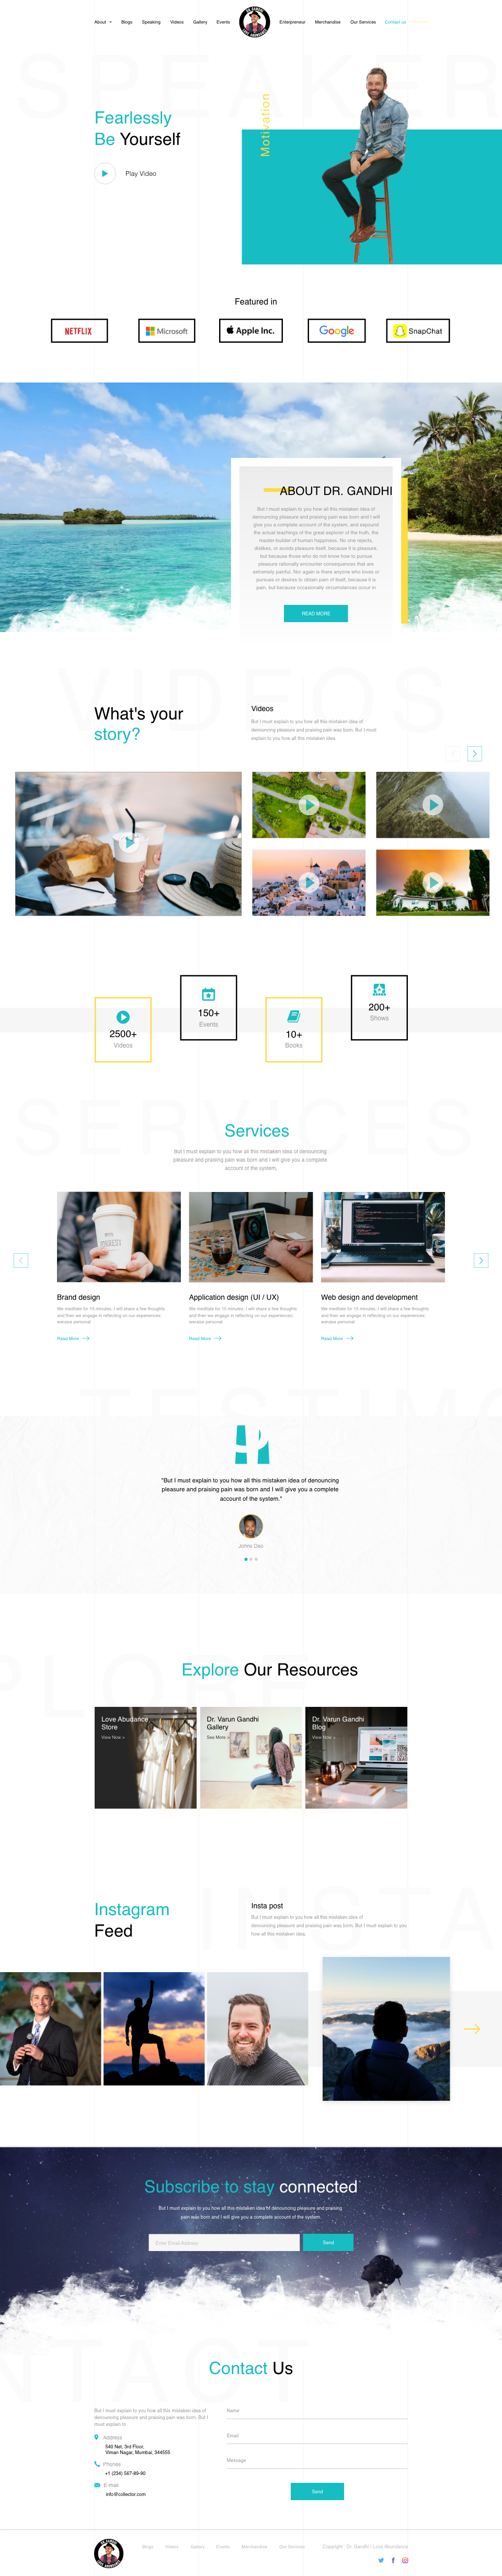 About Blogs Speaking Videos Gallery Events Enterpreneur Merchandise Our Services Contact us
SPEAKER
Fearlessly
Be Yourself
Motivation
Play Video
Featured in
NETFLIX Microsoft Apple Inc. Google SnapChat
ABOUT DR. GANDHI
But I must explain to you how all this mistaken idea of
denouncing pleasure and praising pain was born and I will
give you a complete account of the system, and expound
the actual teachings of the great explorer of the truth, the
master-builder of human happiness. No one rejects,
dislikes, or avoids pleasure itself, because it is pleasure,
but because those who do not know how to pursue
pleasure rationally encounter consequences that are
extremely painful. Nor again is there anyone who loves or
pursues or desires to obtain pain of itself, because it is
pain, but because occasionally circumstances occur in
READ MORE
VIDEOS
What's your
story?
Videos
But I must explain to you how all this mistaken idea of
denouncing pleasure and praising pain was born. But I must
explain to you how all this mistaken idea.
2500+
Videos
150+
Events
10+
Books
200+
Shows
SERVICES
Services
But I must explain to you how all this mistaken idea of denouncing
pleasure and praising pain was born and I will give you a complete
account of the system,
Brand design
We meditate for 15 minutes, I will share a few thoughts
and then we engage in reflecting on our experiences:
we raise personal
Read More
Application design (UI / UX)
We meditate for 15 minutes, I will share a few thoughts
and then we engage in reflecting on our experiences:
we raise personal
Read More
Web design and development
We meditate for 15 minutes, I will share a few thoughts
and then we engage in reflecting on our experiences:
we raise personal
Read More
TESTIMO
"But I must explain to you how all this mistaken idea of denouncing
pleasure and praising pain was born and I will give you a complete
account of the system."
Johns Dae
PLORE
Explore Our Resources
Love Abudance
Store
View Now >
Dr. Varun Gandhi
Gallery
See More >
Dr. Varun Gandhi
Blog
View Now >
INSTA
Instagram
Feed
Insta post
But I must explain to you how all this mistaken idea of
denouncing pleasure and praising pain was born. But I must explain to you
how all this mistaken idea.
Subscribe to stay connected
But I must explain to you how all this mistaken idea of denouncing pleasure and praising
pain was born and I will give you a complete account of the system,
Enter Email Address
Send
NTACT
Contact Us
But I must explain to you how all this mistaken idea of
denouncing pleasure and praising pain was born. But I
must explain to
Address
540 Nel, 3rd Floor,
Viman Nagar, Mumbai, 344555
Phones
+1 (234) 567-89-90
E-mail
info@collector.com
Name
Email
Message
Send
Blogs Videos Gallery Events Merchandise Our Services
Copyright . Dr. Gandhi | Love Abundance